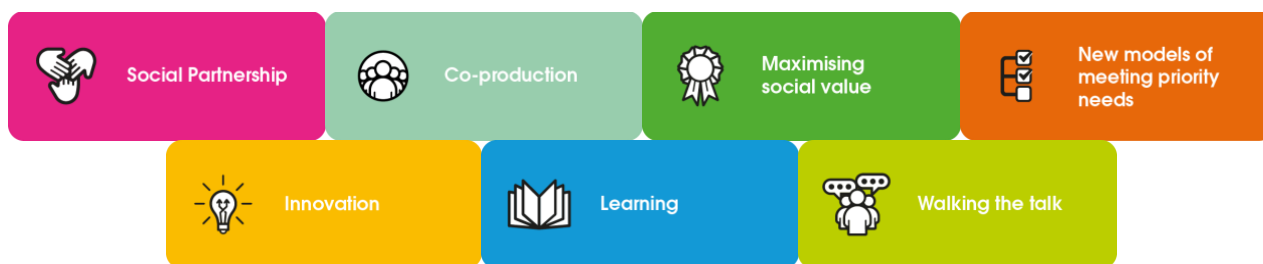 Social Partnership
Co-production
Maximising
social value
New models of
meeting priority
needs
Innovation
Learning
Walking the talk